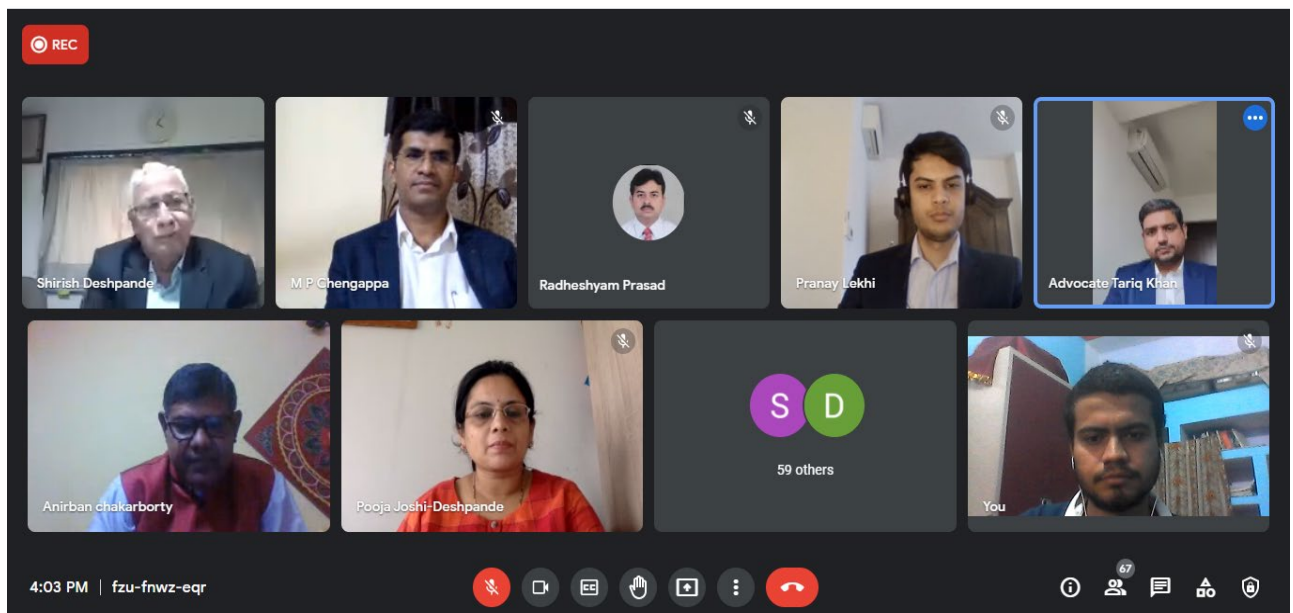 REC
Shirish Deshpande
M P Chengappa
Radheshyam Prasad
Pranay Lekhi
Advocate Tariq Khan
Anirban chakarborty
Pooja Joshi-Deshpande
S D
59 others
You
4:03 PM | fzu-fnwz-eqr
CC
67